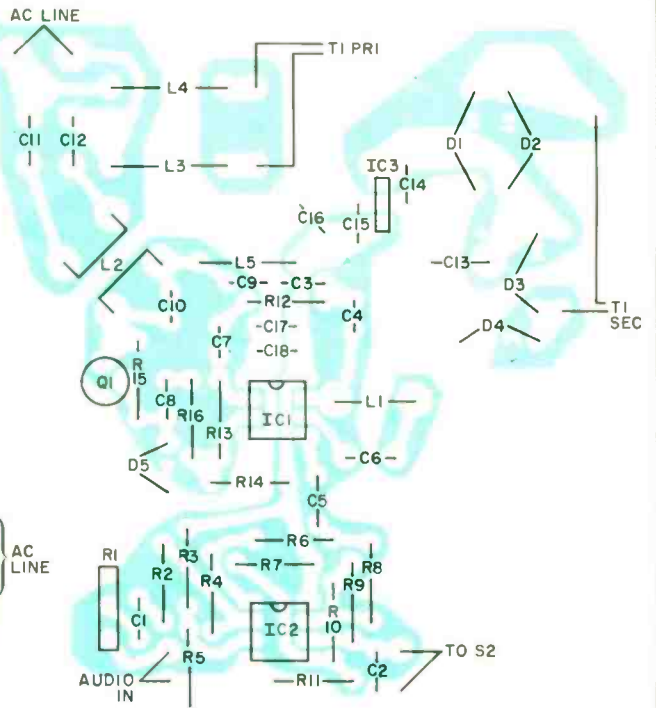 AC LINE
T1 PRI
L4
C11
C12
D1
D2
L3
IC3
C14
C16
C15
L2
L5
C13
C9
C3
D3
C10
R12
C4
T1
SEC
C17
D4
C7
C18
R
15
Q1
L1
C8
R16
IC1
R13
D5
C6
R14
C5
AC
LINE
R1
R3
R6
R2
R4
R7
R9
R8
C1
IC2
R
10
R5
TO S2
C2
AUDIO
IN
R11